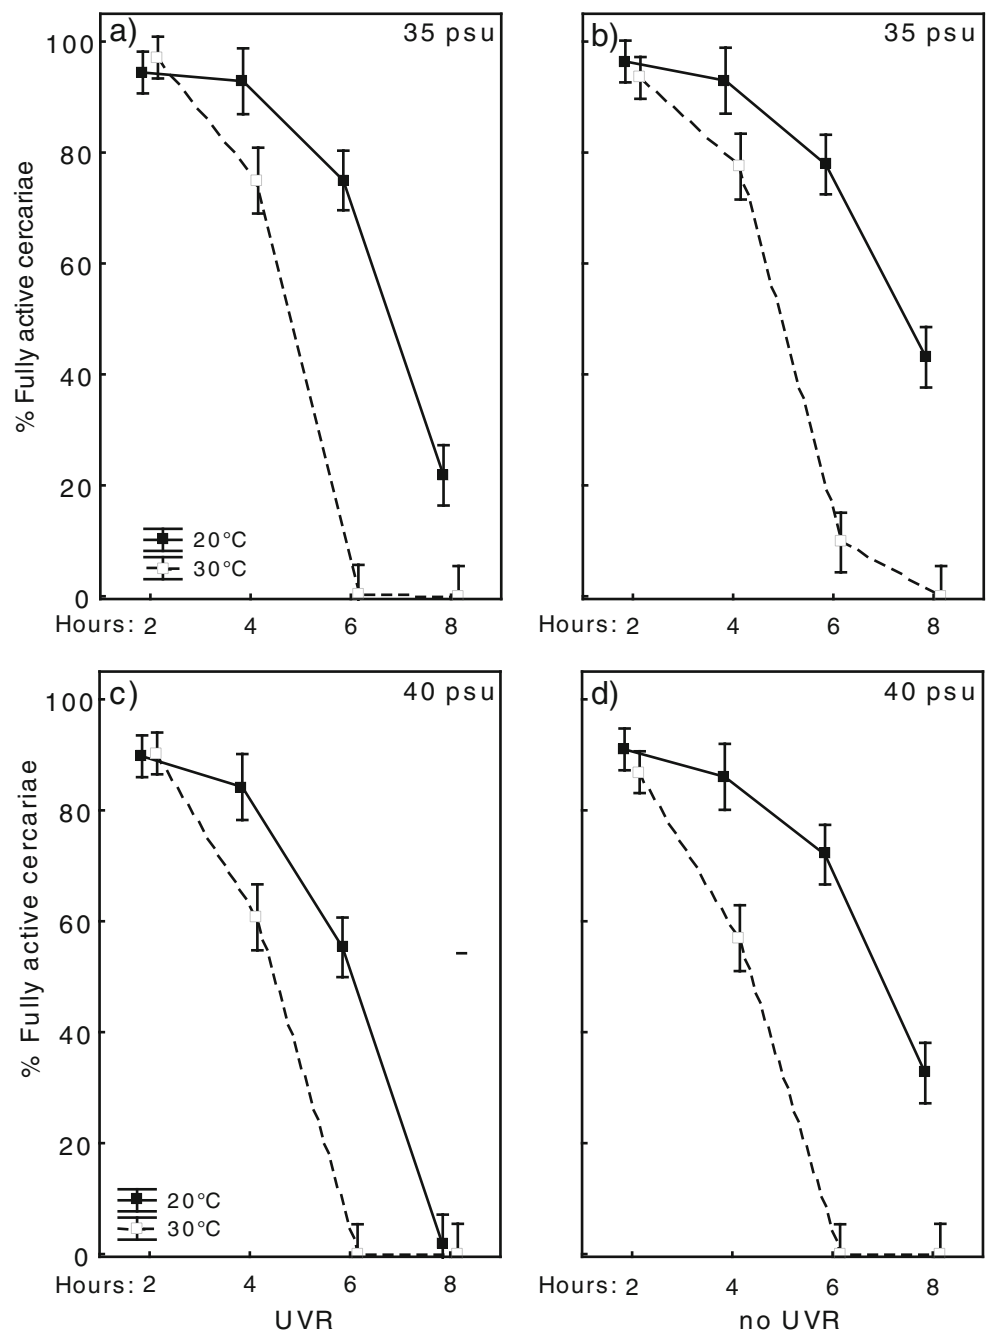 a) 35 psu
b) 35 psu
100
80
60
40
20
0
% Fully active cercariae
20°C
30°C
Hours: 2 4 6 8
Hours: 2 4 6 8
c) 40 psu
d) 40 psu
100
80
60
40
20
0
% Fully active cercariae
20°C
30°C
Hours: 2 4 6 8
Hours: 2 4 6 8
UVR
no UVR